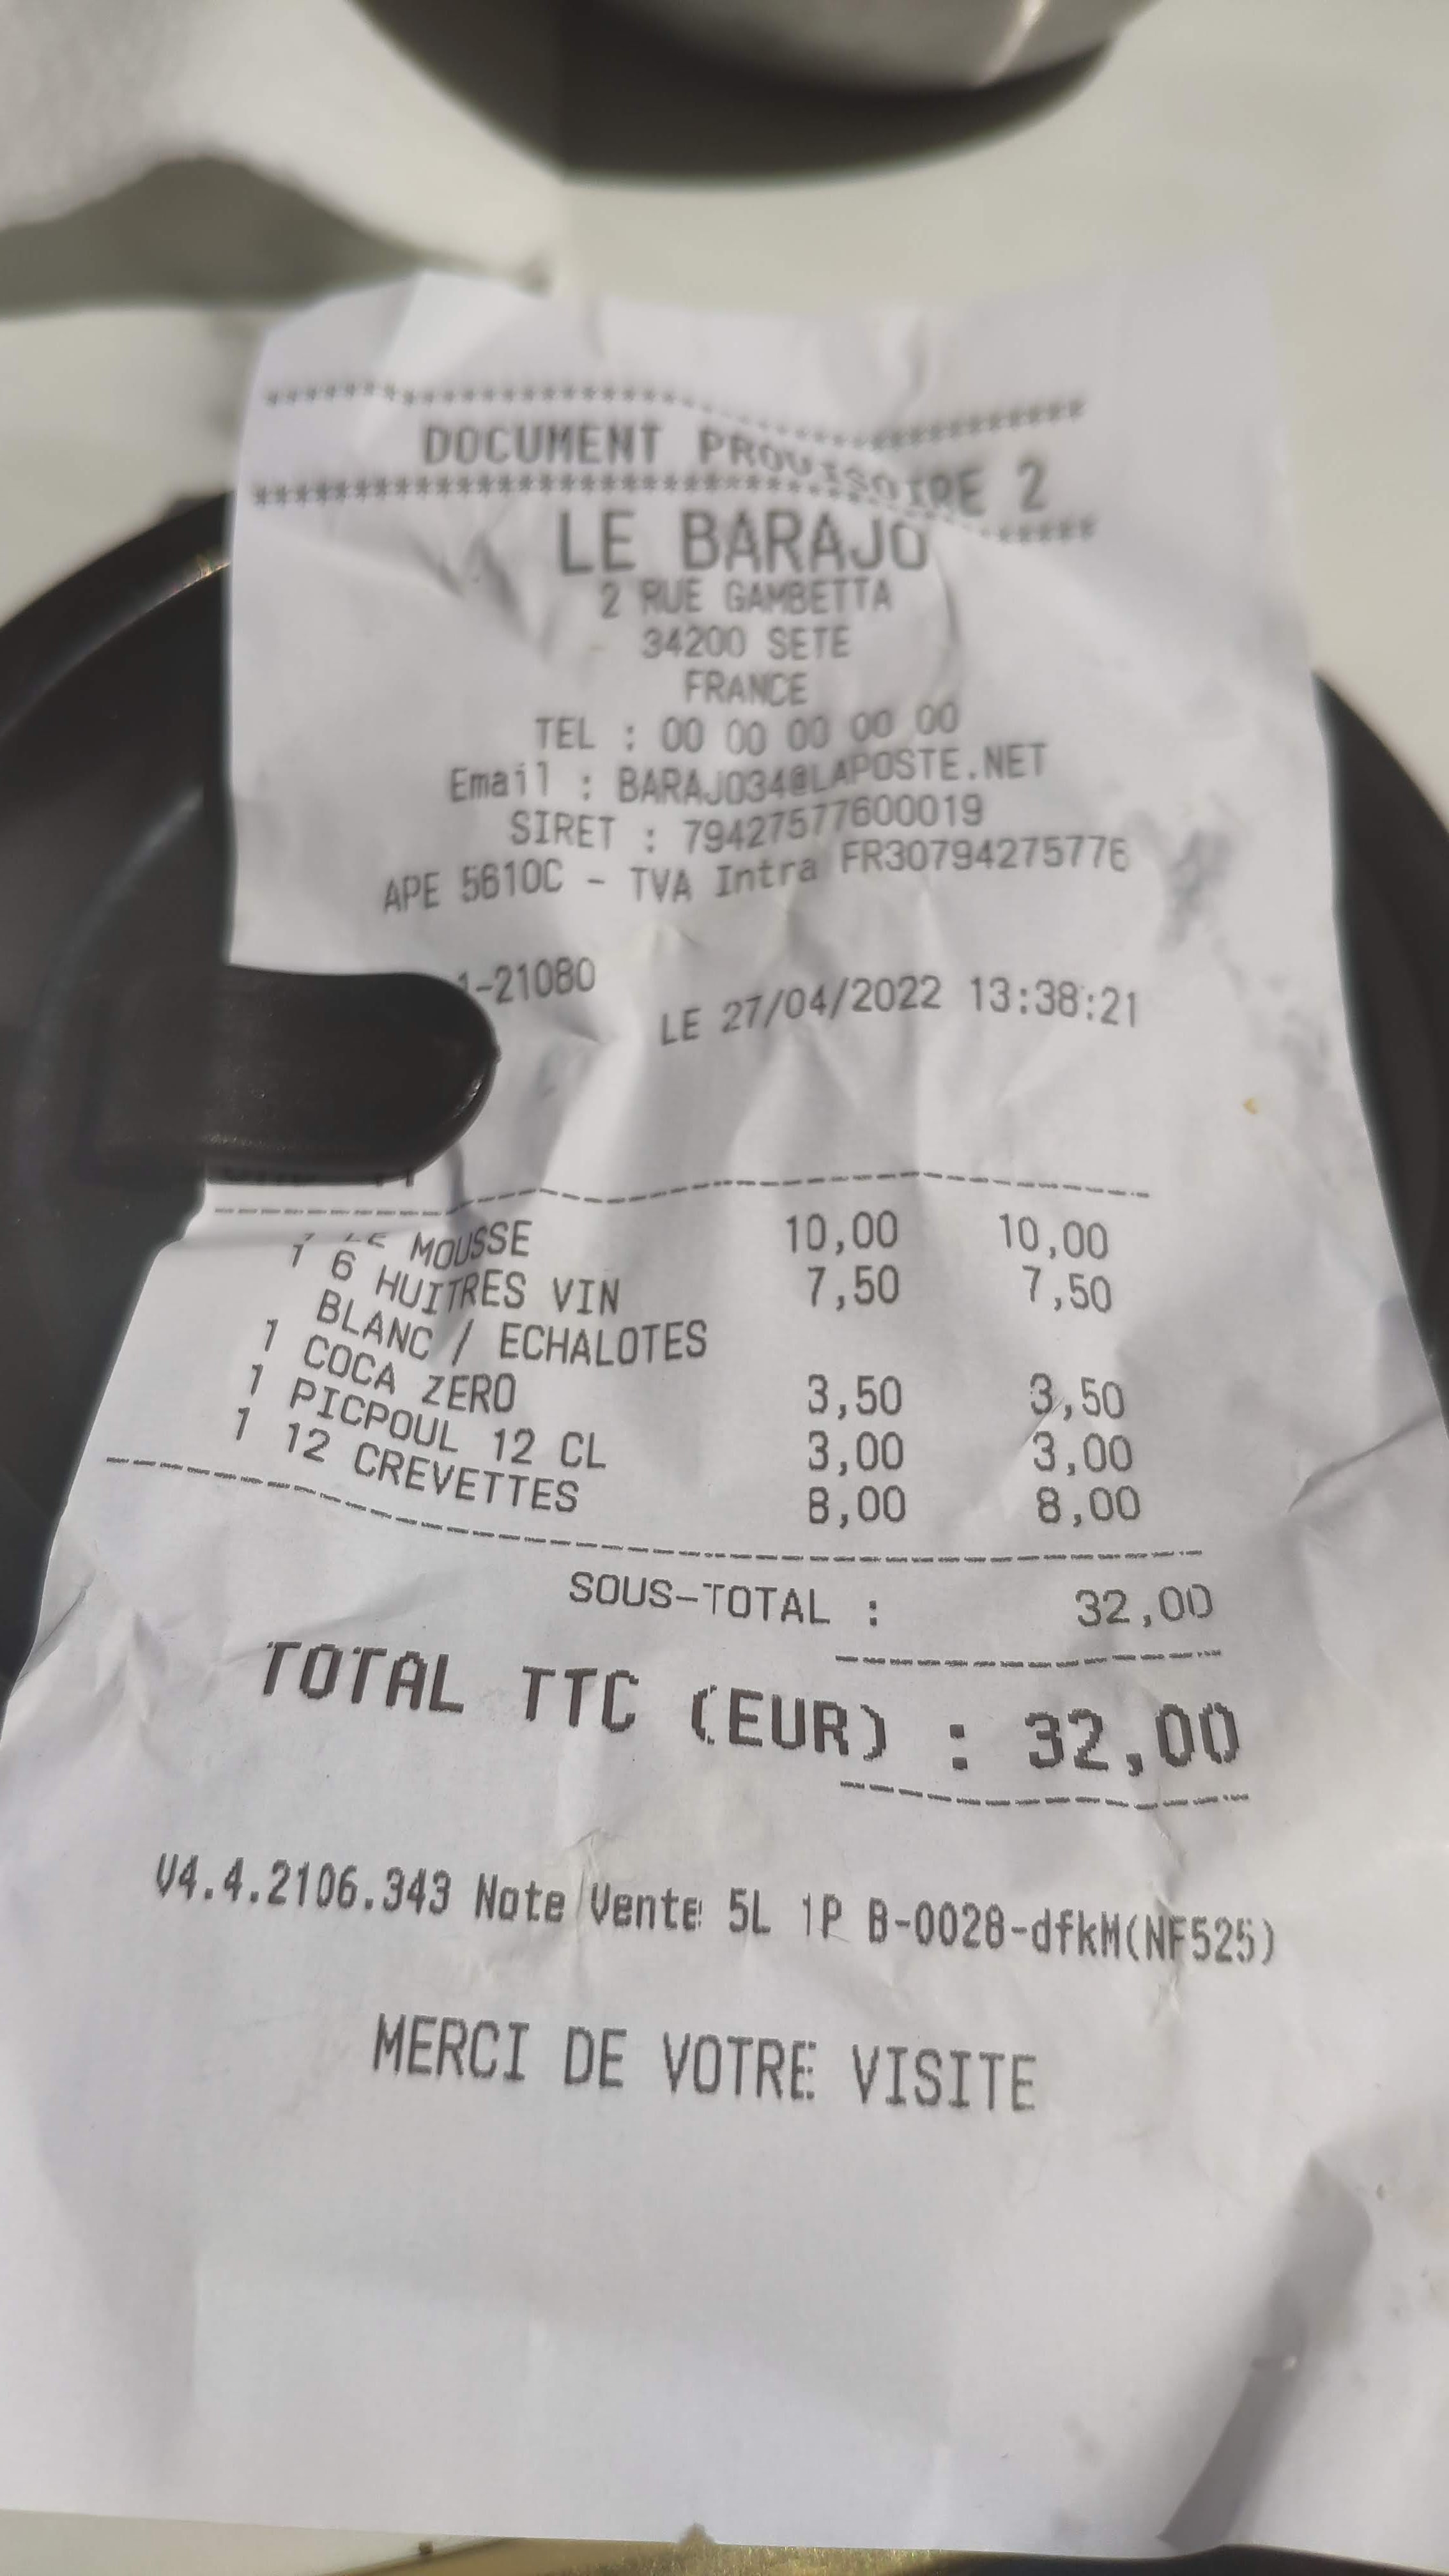 **********************************************
DOCUMENT PROVISOIRE 2
**********************************************
LE BARAJO
2 RUE GAMBETTA
34200 SETE
FRANCE
TEL : 00 00 00 00 00
Email : BARAJO34@LAPOSTE.NET
SIRET : 79427577600019
APE 5610C - TVA Intra FR30794275776
1-21080 LE 27/04/2022 13:38:21
MOUSSE 10,00 10,00
1 6 HUITRES VIN 7,50 7,50
BLANC / ECHALOTES
1 COCA ZERO 3,50 3,50
1 PICPOUL 12 CL 3,00 3,00
1 12 CREVETTES 8,00 8,00
SOUS-TOTAL : 32,00
TOTAL TTC (EUR) : 32,00
V4.4.2106.343 Note Vente 5L 1P B-0028-dfkM(NF525)
MERCI DE VOTRE VISITE